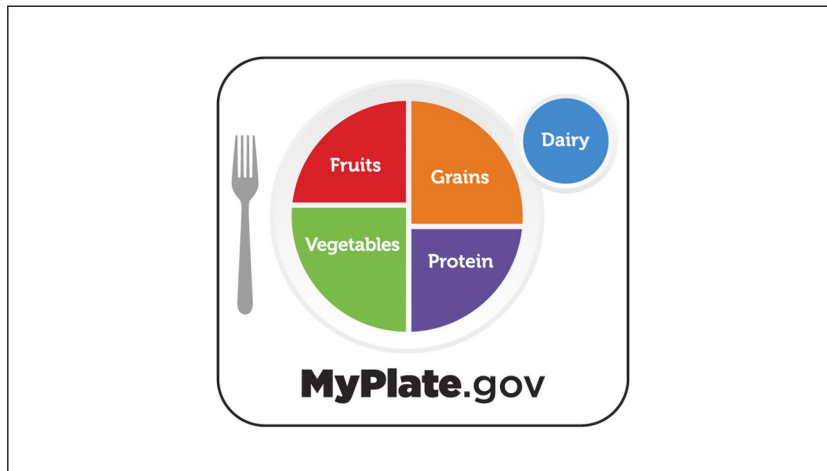 Fruits
Grains
Dairy
Vegetables
Protein
MyPlate.gov